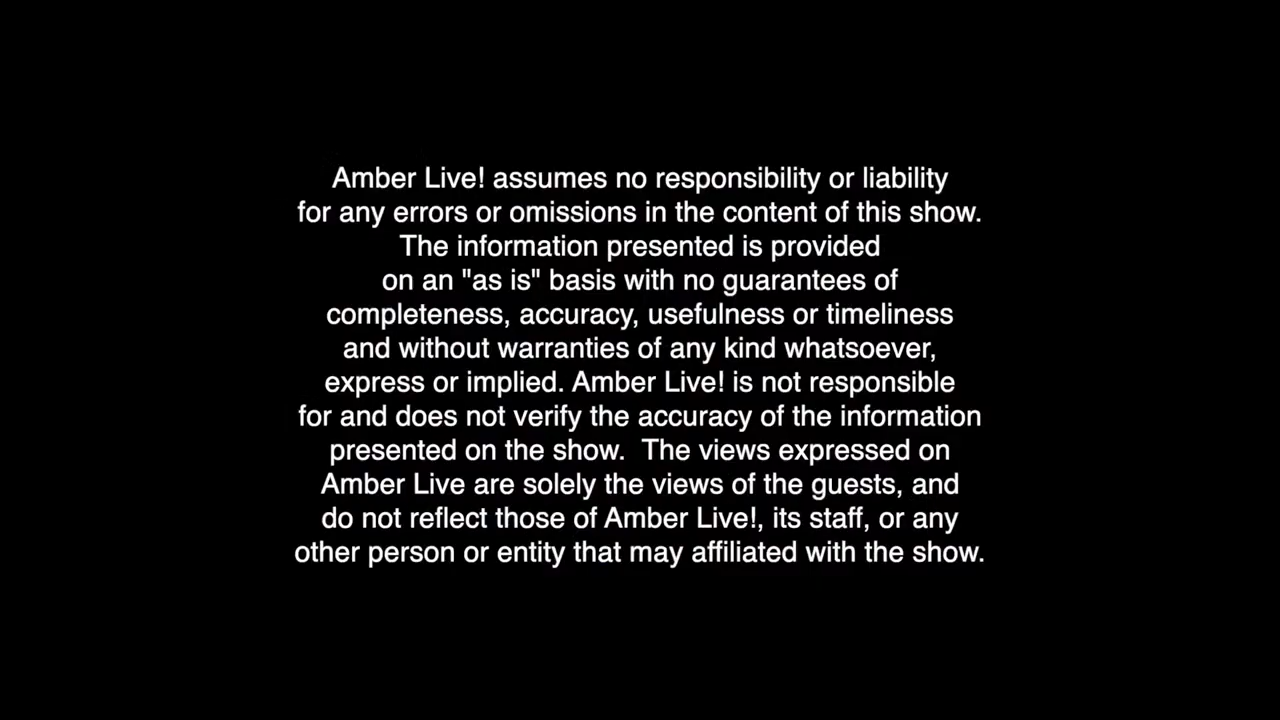 Amber Live! assumes no responsibility or liability
for any errors or omissions in the content of this show.
The information presented is provided
on an "as is" basis with no guarantees of
completeness, accuracy, usefulness or timeliness
and without warranties of any kind whatsoever,
express or implied. Amber Live! is not responsible
for and does not verify the accuracy of the information
presented on the show.  The views expressed on
Amber Live are solely the views of the guests, and
do not reflect those of Amber Live!, its staff, or any
other person or entity that may affiliated with the show.